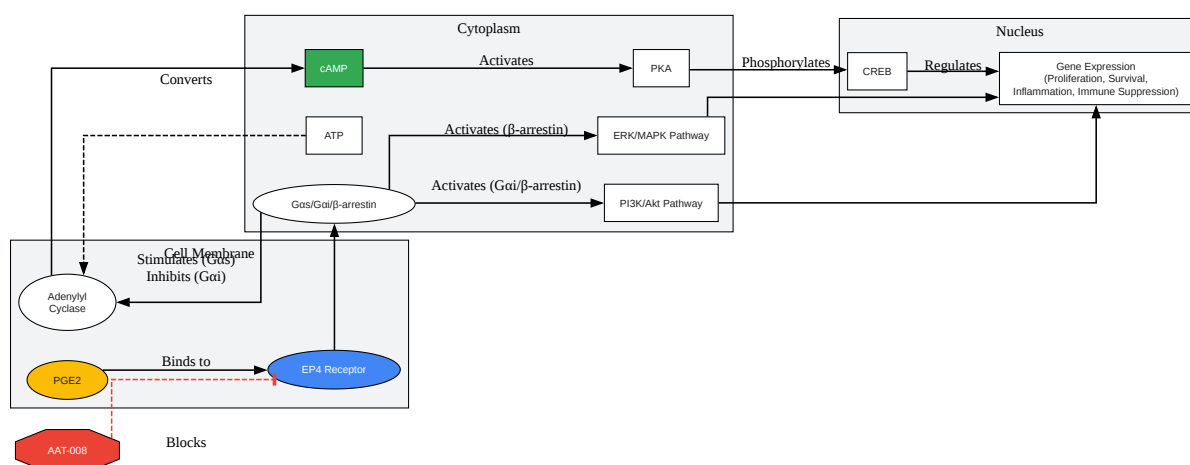 Cytoplasm
Nucleus
cAMP
Activates
PKA
Phosphorylates
CREB
Regulates
Gene Expression
(Proliferation, Survival,
Inflammation, Immune Suppression)
Converts
ATP
Activates (β-arrestin)
ERK/MAPK Pathway
Gαs/Gαi/β-arrestin
Activates (Gαi/β-arrestin)
PI3K/Akt Pathway
Cell Membrane
Stimulates (Gαs)
Inhibits (Gαi)
Adenylyl
Cyclase
PGE2
Binds to
EP4 Receptor
AAT-008
Blocks